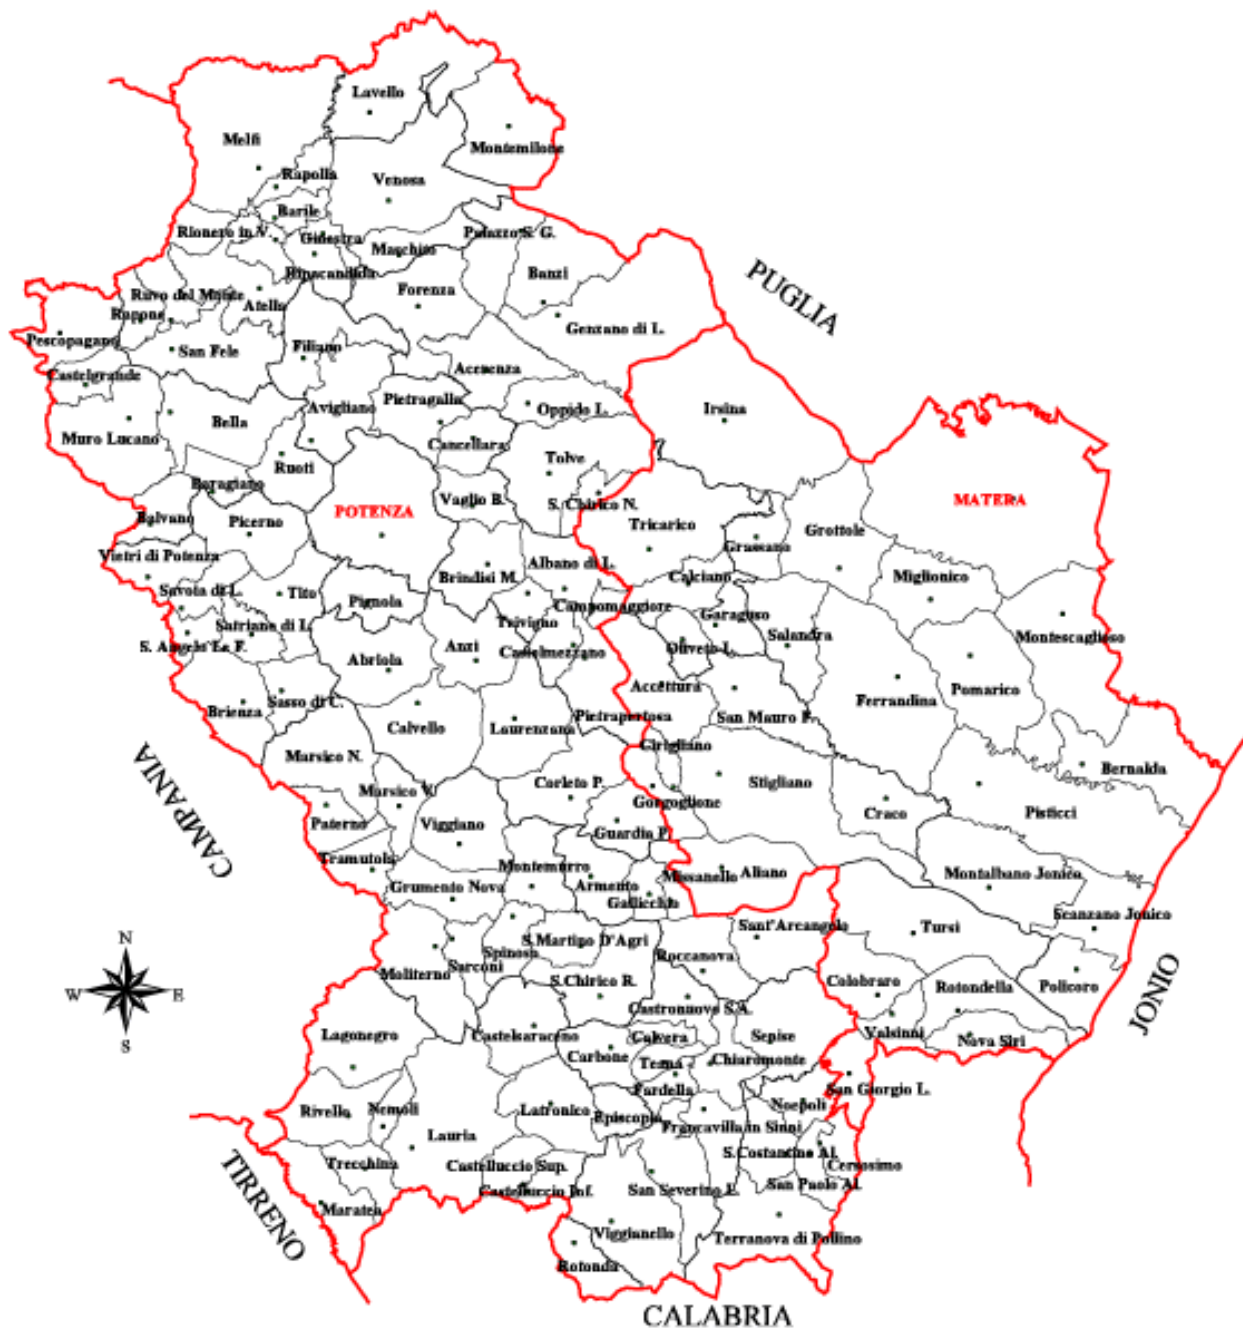 Lavello
Melfi
Montemilone
Rapolla
Venosa
Barile
Rionero in V.
Ginestra
Maschito
Palazzo S. G.
Ripacandida
Banzi
Ruvo del Monte
Atella
Forenza
Rapone
Genzano di L.
PUGLIA
Pescopagano
San Fele
Filiano
Castelgrande
Acerenza
Pietragalla
Avigliano
Oppido L.
Irsina
Bella
Muro Lucano
Cancellara
Ruoti
Tolve
Baragiano
Vaglio B.
S. Chirico N.
MATERA
POTENZA
Balvano
Picerno
Tricarico
Grassano
Grottole
Vietri di Potenza
Albano di L.
Brindisi M.
Calciano
Miglionico
Savoia di L.
Tito
Pignola
Campomaggiore
Garaguso
Trivigno
Satriano di L.
Salandra
Montescaglioso
S. Angelo Le F.
Anzi
Castelmezzano
Oliveto L.
Abriola
Accettura
Pomarico
Sasso di C.
Brienza
Ferrandina
Pietrapertosa
San Mauro F.
Calvello
Laurenzana
Cirigliano
Marsico N.
CAMPANIA
Bernalda
Corleto P.
Stigliano
Marsico V.
Gorgoglione
Craco
Pisticci
Paterno
Viggiano
Guardia P.
Tramutola
Montemurro
Missanello
Aliano
Montalbano Jonico
Grumento Nova
Armento
Gallicchio
Scanzano Jonico
Sant'Arcangelo
Tursi
N
S.Martino D'Agri
Spinosa
Roccanova
Sarconi
Moliterno
W
E
S.Chirico R.
Colobraro
Rotondella
Policoro
JONIO
Castronuovo S.A.
S
Lagonegro
Castelsaraceno
Calvera
Senise
Valsinni
Nova Siri
Carbone
Teana
Chiaromonte
Fardella
San Giorgio L.
Rivello
Nemoli
Latronico
Episcopia
Noepoli
Francavilla in Sinni
Lauria
S.Costantino Al.
Trecchina
Castelluccio Sup.
Cersosimo
TIRRENO
Castelluccio Inf.
San Severino L.
San Paolo Al.
Maratea
Viggianello
Terranova di Pollino
Rotonda
CALABRIA